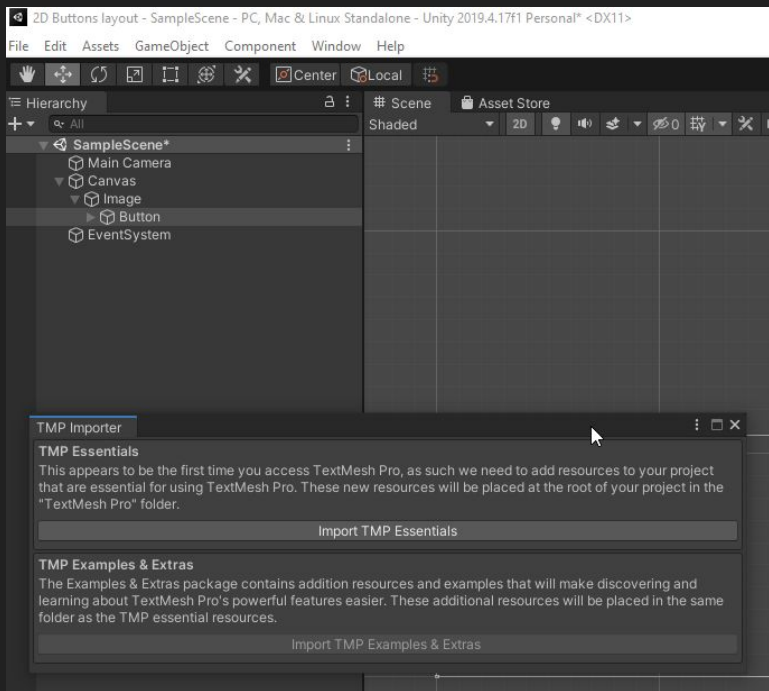 2D Buttons layout - SampleScene - PC, Mac & Linux Standalone - Unity 2019.4.17f1 Personal* <DX11>
File Edit Assets GameObject Component Window Help
Center Local
Hierarchy
# Scene Asset Store
All
Shaded 2D 0
SampleScene*
Main Camera
Canvas
Image
Button
EventSystem
TMP Importer
TMP Essentials
This appears to be the first time you access TextMesh Pro, as such we need to add resources to your project
that are essential for using TextMesh Pro. These new resources will be placed at the root of your project in the
"TextMesh Pro" folder.
Import TMP Essentials
TMP Examples & Extras
The Examples & Extras package contains addition resources and examples that will make discovering and
learning about TextMesh Pro's powerful features easier. These additional resources will be placed in the same
folder as the TMP essential resources.
Import TMP Examples & Extras